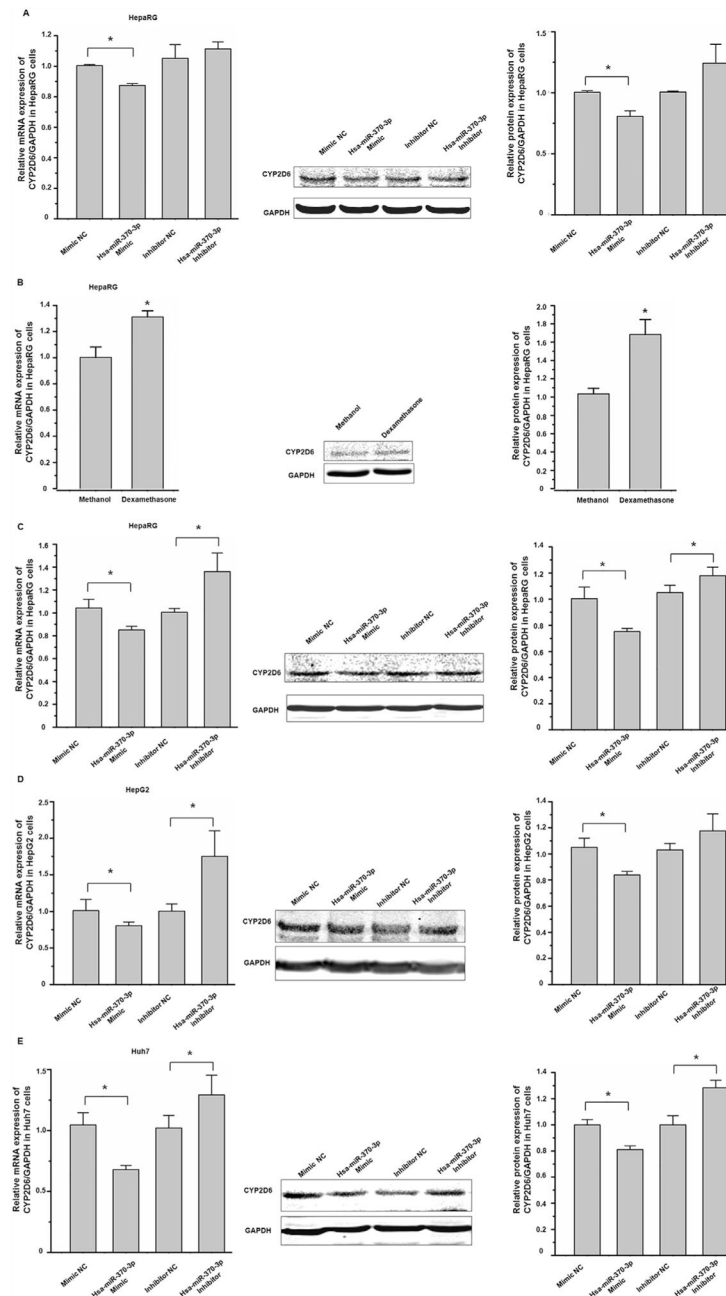 A
HepaRG
Relative mRNA expression of
CYP2D6/GAPDH in HepaRG cells
1.4
1.2
1.0
0.8
0.6
0.4
0.2
0
*
Mimic NC
Hsa-miR-370-3p
Mimic
Inhibitor NC
Hsa-miR-370-3p
Inhibitor
Mimic NC
Hsa-miR-370-3p
Mimic
Inhibitor NC
Hsa-miR-370-3p
Inhibitor
CYP2D6
GAPDH
Relative protein expression of
CYP2D6/GAPDH in HepaRG cells
1.25
1.0
0.75
0.5
0
*
Mimic NC
Hsa-miR-370-3p
Mimic
Inhibitor NC
Hsa-miR-370-3p
Inhibitor
B
HepaRG
Relative mRNA expression of
CYP2D6/GAPDH in HepaRG cells
1.4
1.2
1.0
0.8
0.6
0.4
0.2
0
*
Methanol
Dexamethasone
Methanol
Dexamethasone
CYP2D6
GAPDH
Relative protein expression of
CYP2D6/GAPDH in HepaRG cells
2.0
1.8
1.6
1.4
1.2
1.0
0.8
0.6
0.4
0.2
0
*
Methanol
Dexamethasone
C
HepaRG
Relative mRNA expression of
CYP2D6/GAPDH in HepaRG cells
1.6
1.4
1.2
1.0
0.8
0.6
0.4
0.2
0
*
*
Mimic NC
Hsa-miR-370-3p
Mimic
Inhibitor NC
Hsa-miR-370-3p
Inhibitor
Mimic NC
Hsa-miR-370-3p
Mimic
Inhibitor NC
Hsa-miR-370-3p
Inhibitor
CYP2D6
GAPDH
Relative protein expression of
CYP2D6/GAPDH in HepaRG cells
1.4
1.2
1.0
0.8
0.6
0.4
0.2
0
*
*
Mimic NC
Hsa-miR-370-3p
Mimic
Inhibitor NC
Hsa-miR-370-3p
Inhibitor
D
HepG2
Relative mRNA expression of
CYP2D6/GAPDH in HepG2 cells
2.5
2.0
1.75
1.0
0.5
0
*
*
Mimic NC
Hsa-miR-370-3p
Mimic
Inhibitor NC
Hsa-miR-370-3p
Inhibitor
Mimic NC
Hsa-miR-370-3p
Mimic
Inhibitor NC
Hsa-miR-370-3p
Inhibitor
CYP2D6
GAPDH
Relative protein expression of
CYP2D6/GAPDH in HepG2 cells
1.4
1.2
1.0
0.8
0.6
0.4
0.2
0
*
Mimic NC
Hsa-miR-370-3p
Mimic
Inhibitor NC
Hsa-miR-370-3p
Inhibitor
E
Huh7
Relative mRNA expression of
CYP2D6/GAPDH in Huh7 cells
1.5
1.0
0.5
0
*
*
Mimic NC
Hsa-miR-370-3p
Mimic
Inhibitor NC
Hsa-miR-370-3p
Inhibitor
Mimic NC
Hsa-miR-370-3p
Mimic
Inhibitor NC
Hsa-miR-370-3p
Inhibitor
CYP2D6
GAPDH
Relative protein expression of
CYP2D6/GAPDH in Huh7 cells
1.4
1.2
1.0
0.8
0.6
0.4
0.2
0
*
*
Mimic NC
Hsa-miR-370-3p
Mimic
Inhibitor NC
Hsa-miR-370-3p
Inhibitor